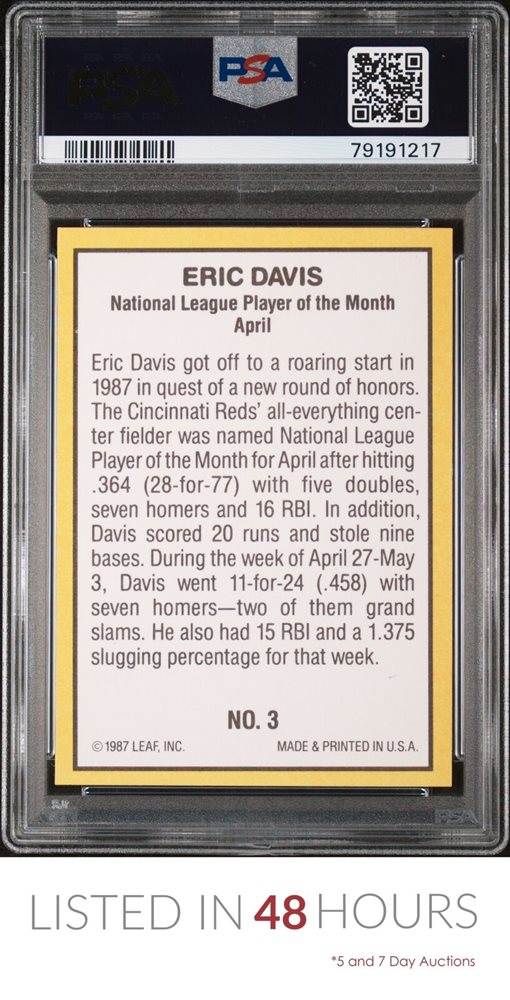 PSA
79191217
ERIC DAVIS
National League Player of the Month
April
Eric Davis got off to a roaring start in
1987 in quest of a new round of honors.
The Cincinnati Reds' all-everything cen-
ter fielder was named National League
Player of the Month for April after hitting
.364 (28-for-77) with five doubles,
seven homers and 16 RBI. In addition,
Davis scored 20 runs and stole nine
bases. During the week of April 27-May
3, Davis went 11-for-24 (.458) with
seven homers—two of them grand
slams. He also had 15 RBI and a 1.375
slugging percentage for that week.
NO. 3
©1987 LEAF, INC. MADE & PRINTED IN U.S.A.
PSA
LISTED IN 48 HOURS
*5 and 7 Day Auctions